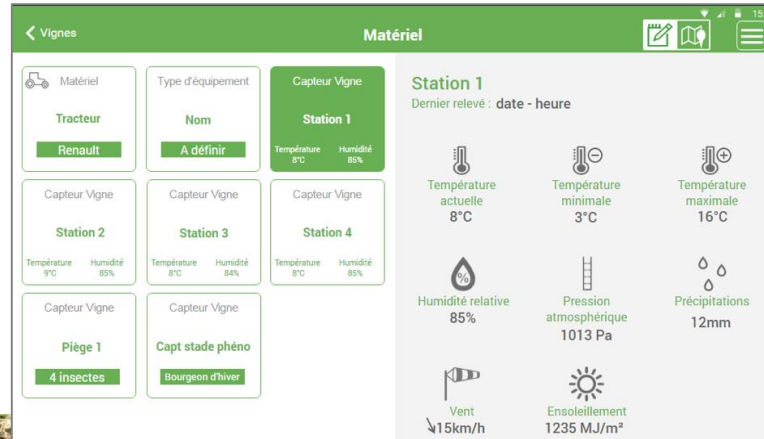 15
Vignes
Matériel
Matériel
Tracteur
Renault
Type d'équipement
Nom
A définir
Capteur Vigne
Station 1
Température Humidité
8°C 85%
Capteur Vigne
Station 2
Température Humidité
9°C 85%
Capteur Vigne
Station 3
Température Humidité
8°C 84%
Capteur Vigne
Station 4
Température Humidité
8°C 85%
Capteur Vigne
Piège 1
4 insectes
Capteur Vigne
Capt stade phéno
Bourgeon d'hiver
Station 1
Dernier relevé : date - heure
Température
actuelle
8°C
Température
minimale
3°C
Température
maximale
16°C
%
Humidité relative
85%
Pression
atmosphérique
1013 Pa
Précipitations
12mm
Vent
15km/h
Ensoleillement
1235 MJ/m²